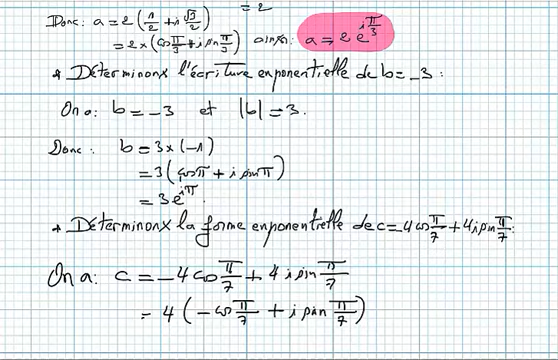 = 2
Donc: a = 2 (1/2 + i √3/2)
= 2 × (cos π/3 + i sin π/3) ainsi: a = 2 e^{i π/3}
* Déterminons l'écriture exponentielle de b = -3 :
On a: b = -3 et |b| = 3.
Donc: b = 3 × (-1)
= 3 (cos π + i sin π)
= 3 e^{iπ}.
* Déterminons la forme exponentielle de c = -4 cos π/7 + 4i sin π/7:
On a: c = -4 cos π/7 + 4 i sin π/7
= 4 (-cos π/7 + i sin π/7)